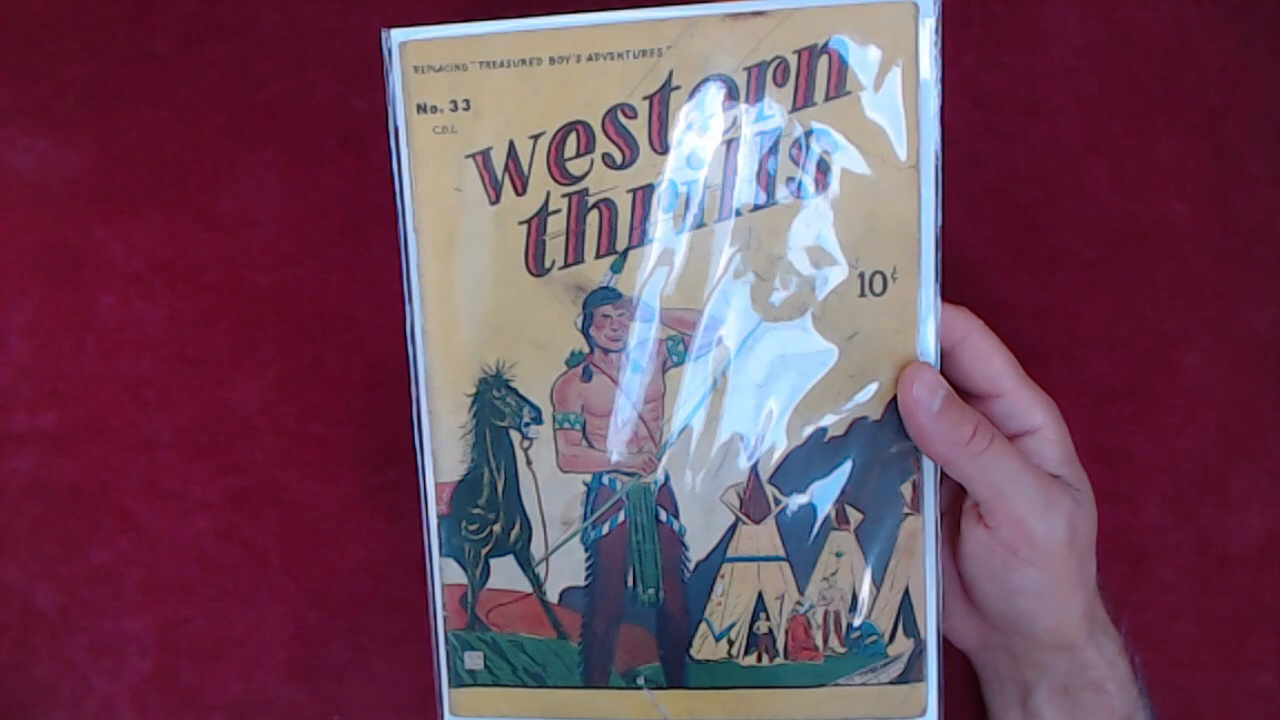 REPLACING "TREASURED BOY'S ADVENTURES"
No. 33
C.B.L
western
thrills
10¢